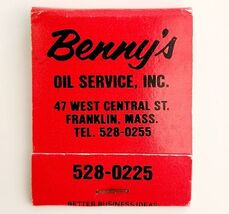 Benny's
OIL SERVICE, INC.
47 WEST CENTRAL ST.
FRANKLIN, MASS.
TEL. 528-0255
528-0225
BETTER BUSINESS IDEAS